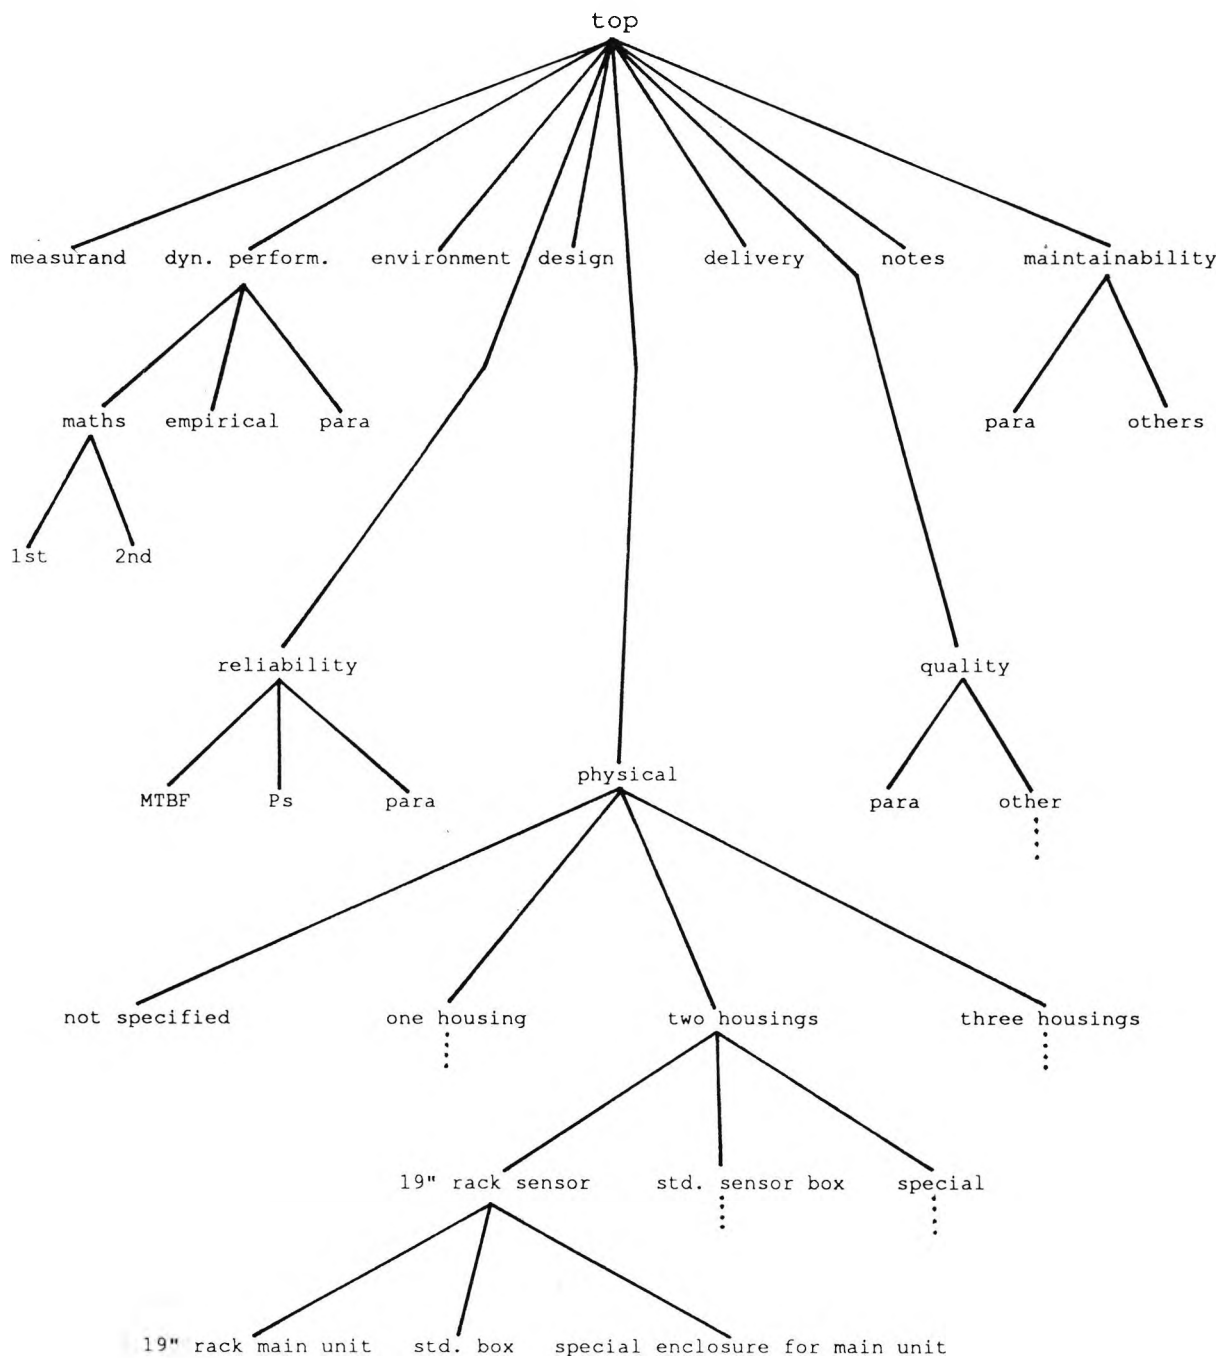 top
measurand dyn. perform. environment design delivery notes maintainability
maths empirical para para others
1st 2nd
reliability quality
physical
MTBF Ps para para other
not specified one housing two housings three housings
19" rack sensor std. sensor box special
19" rack main unit std. box special enclosure for main unit